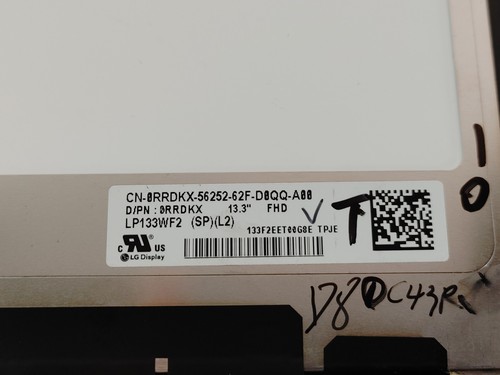 CN-0RRDKX-56252-62F-D0QQ-A00
D/PN :0RRDKX 13.3" FHD
LP133WF2 (SP)(L2)
133F2EET00G8E TPJE
T
C US
LG Display
10